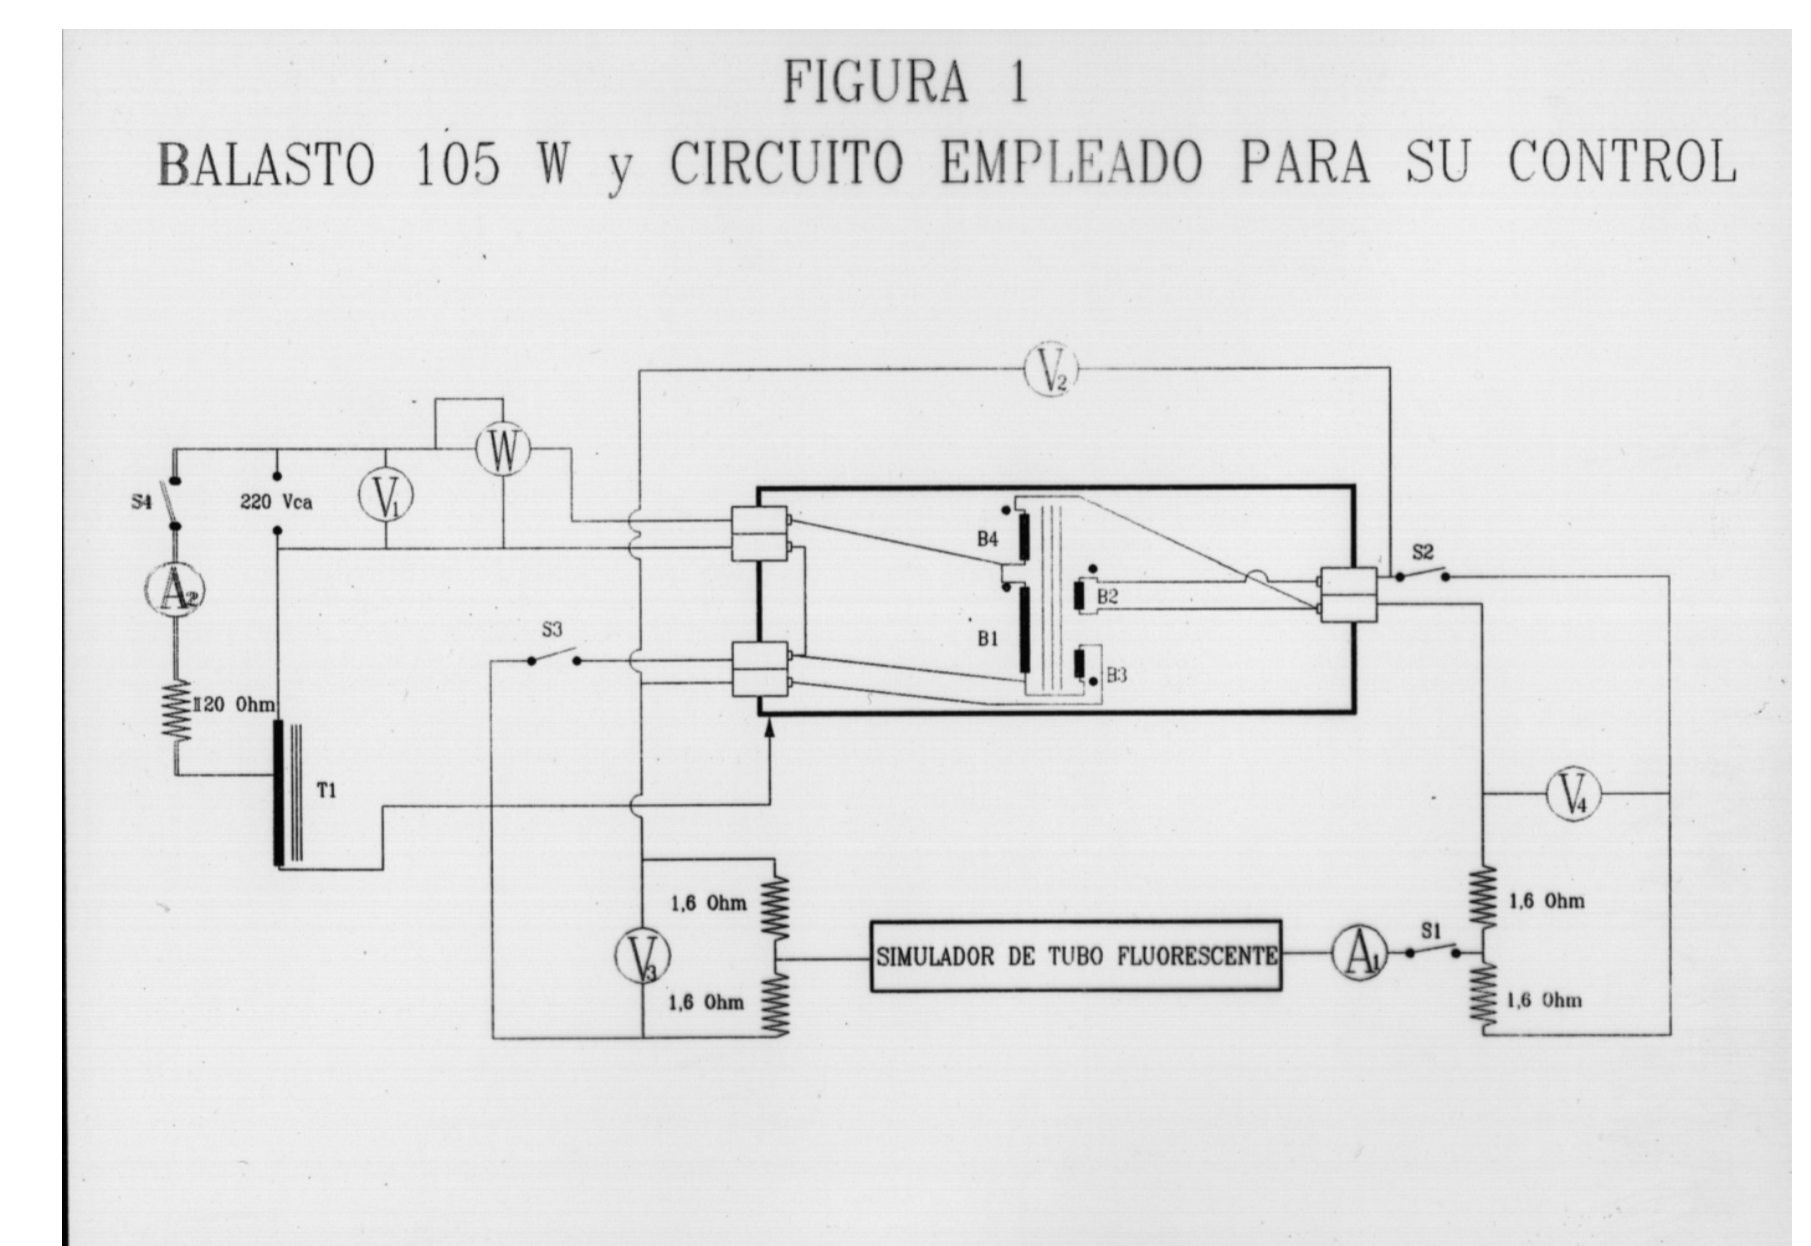 FIGURA 1
BALASTO 105 W y CIRCUITO EMPLEADO PARA SU CONTROL
V2
W
S4
220 Vca
V1
B4
S2
A2
B2
S3
B1
B3
120 Ohm
T1
V4
1,6 Ohm
1,6 Ohm
V3
SIMULADOR DE TUBO FLUORESCENTE
A1
S1
1,6 Ohm
1,6 Ohm